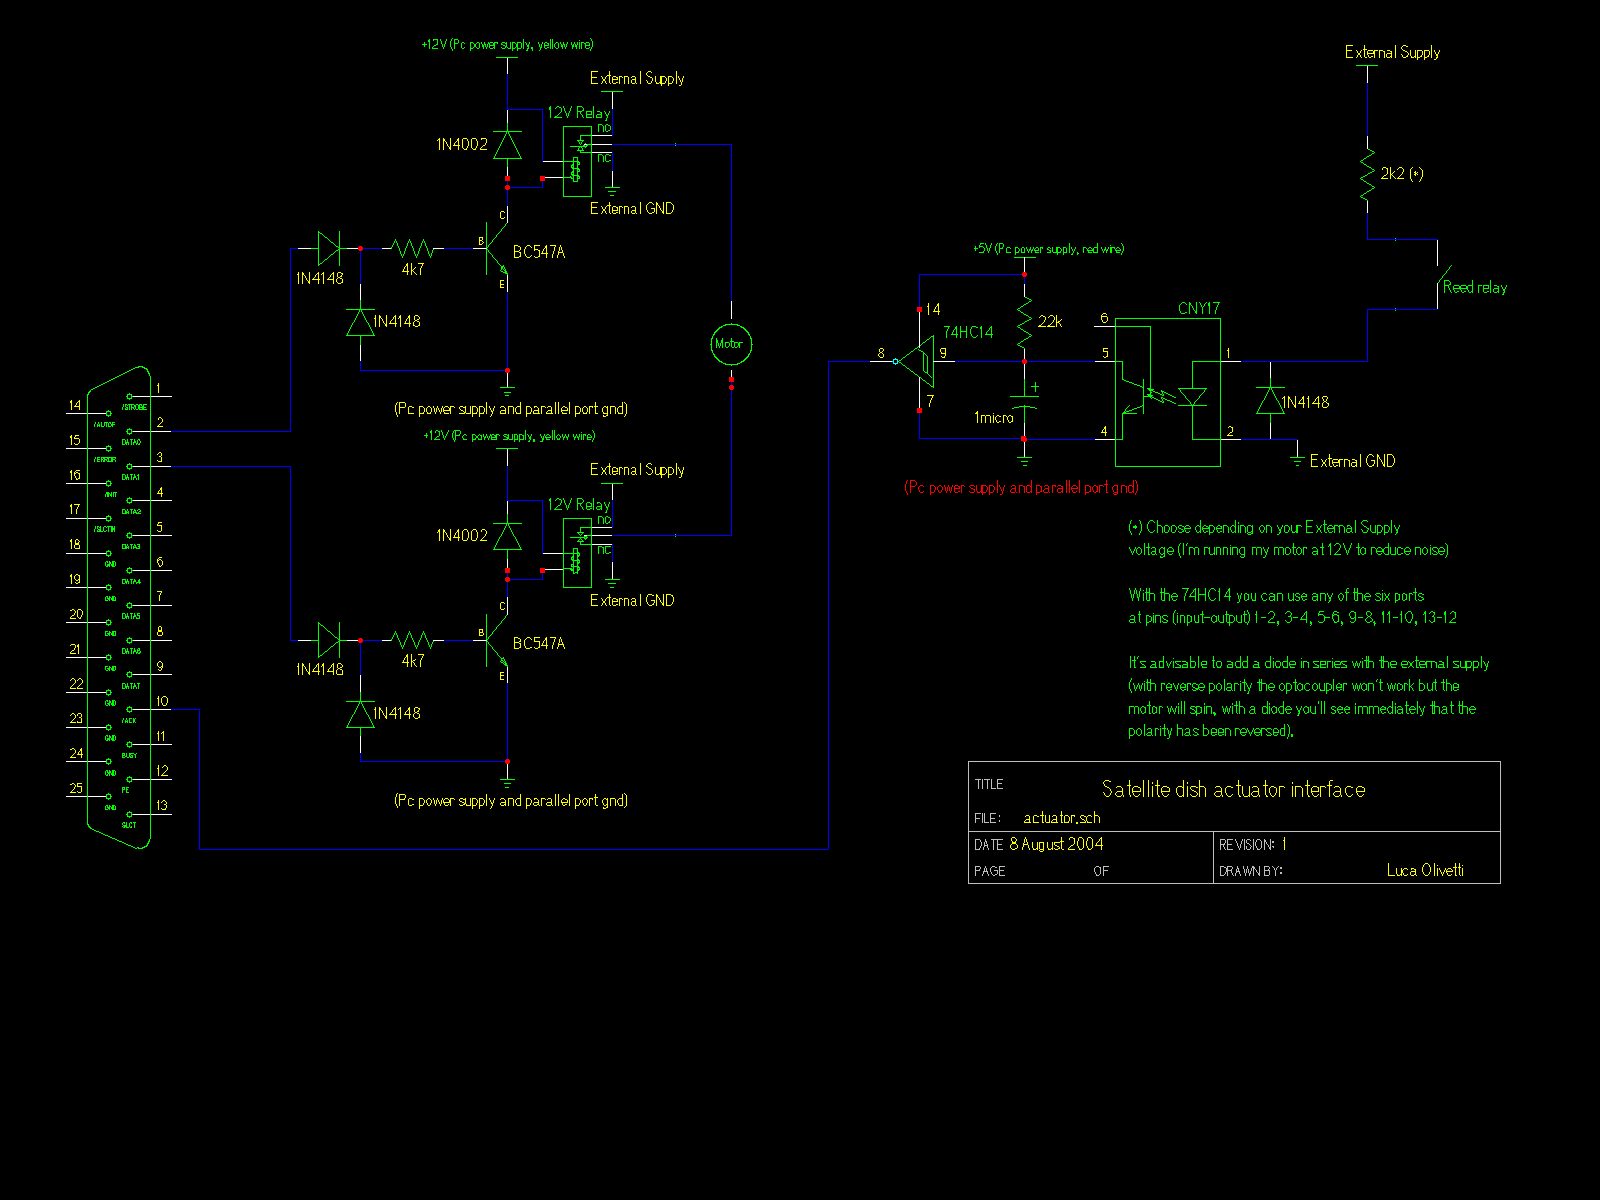 +12V (Pc power supply, yellow wire)
External Supply
12V Relay
no
nc
1N4002
External GND
C
B
E
BC547A
4k7
1N4148
1N4148
(Pc power supply and parallel port gnd)
+12V (Pc power supply, yellow wire)
External Supply
12V Relay
no
nc
1N4002
External GND
C
B
E
BC547A
4k7
1N4148
1N4148
(Pc power supply and parallel port gnd)
Motor
1
/STROBE
14
/AUTOF
2
DATA0
15
/ERROR
3
DATA1
16
/INIT
4
DATA2
17
/SLCTIN
5
DATA3
18
GND
6
DATA4
19
GND
7
DATA5
20
GND
8
DATA6
21
GND
9
DATA7
22
GND
10
/ACK
23
GND
11
BUSY
24
GND
12
PE
25
GND
13
SLCT
External Supply
2k2 (*)
Reed relay
+5V (Pc power supply, red wire)
14
74HC14
8
9
7
22k
+
1micro
CNY17
6
5
4
1
2
1N4148
External GND
(Pc power supply and parallel port gnd)
(*) Choose depending on your External Supply
voltage (I'm running my motor at 12V to reduce noise)
With the 74HC14 you can use any of the six ports
at pins (input-output) 1-2, 3-4, 5-6, 9-8, 11-10, 13-12
It's advisable to add a diode in series with the external supply
(with reverse polarity the optocoupler won't work but the
motor will spin, with a diode you'll see immediately that the
polarity has been reversed).
TITLE
Satellite dish actuator interface
FILE: actuator.sch
DATE 8 August 2004
REVISION: 1
PAGE OF
DRAWN BY: Luca Olivetti